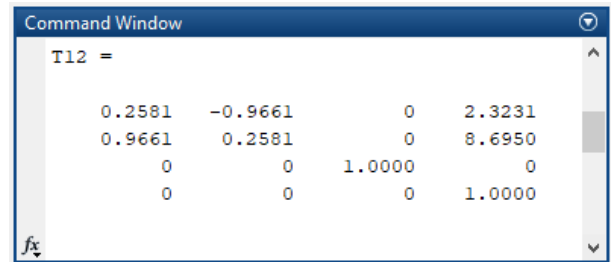 Command Window
T12 =
0.2581 -0.9661 0 2.3231
0.9661 0.2581 0 8.6950
0 0 1.0000 0
0 0 0 1.0000
fx